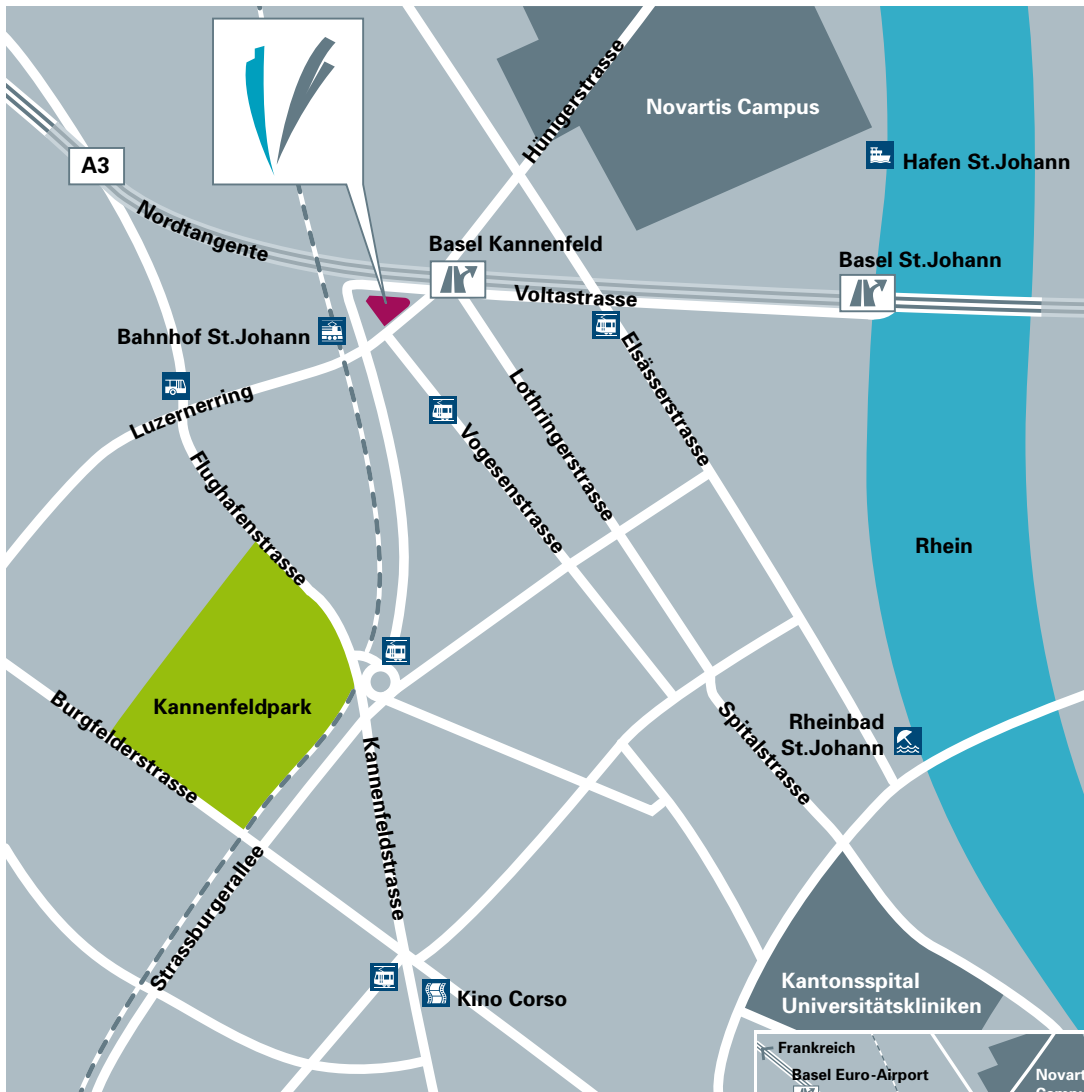 Novartis Campus
Hünigerstrasse
A3
Hafen St.Johann
Nordtangente
Basel Kannenfeld
Basel St.Johann
Voltastrasse
Bahnhof St.Johann
Elsässerstrasse
Luzernerring
Lothringerstrasse
Vogesenstrasse
Flughafenstrasse
Rhein
Kannenfeldpark
Burgfelderstrasse
Spitalstrasse
Rheinbad
St.Johann
Kannenfeldstrasse
Strassburgerallee
Kantonsspital
Universitätskliniken
Kino Corso
Frankreich
Basel Euro-Airport
Novart